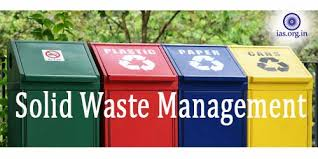 ias.org.in
PLASTIC
PAPER
CANS
Solid Waste Management